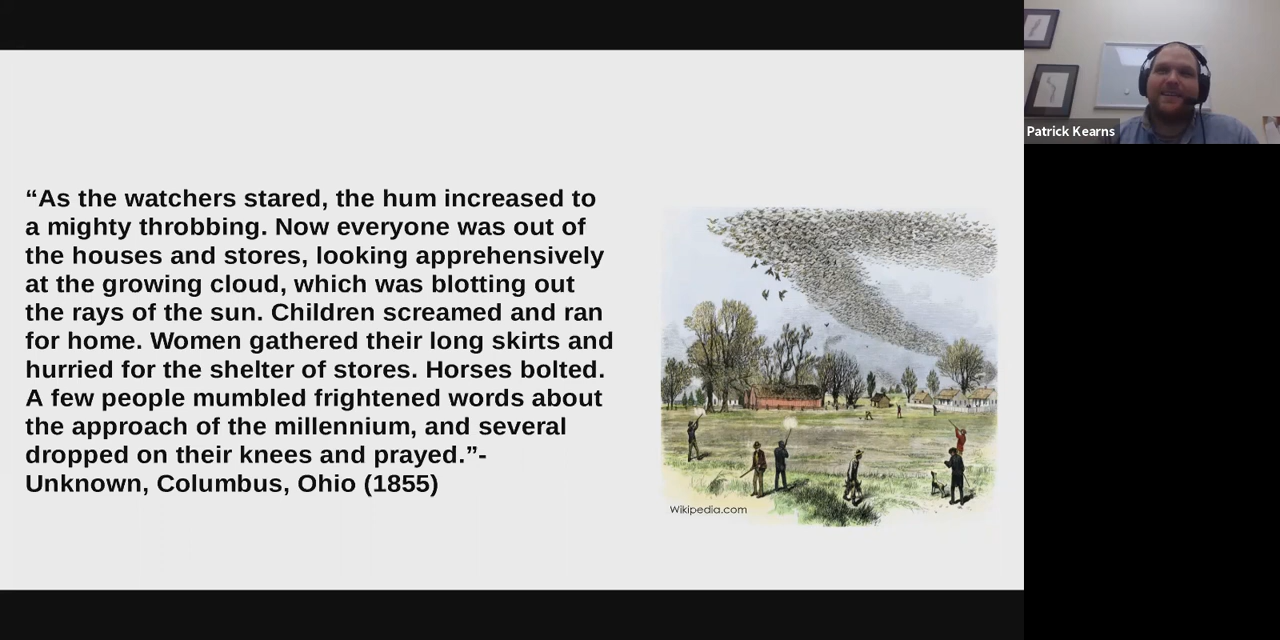 “As the watchers stared, the hum increased to
a mighty throbbing. Now everyone was out of
the houses and stores, looking apprehensively
at the growing cloud, which was blotting out
the rays of the sun. Children screamed and ran
for home. Women gathered their long skirts and
hurried for the shelter of stores. Horses bolted.
A few people mumbled frightened words about
the approach of the millennium, and several
dropped on their knees and prayed.”-
Unknown, Columbus, Ohio (1855)
Wikipedia.com
Patrick Kearns